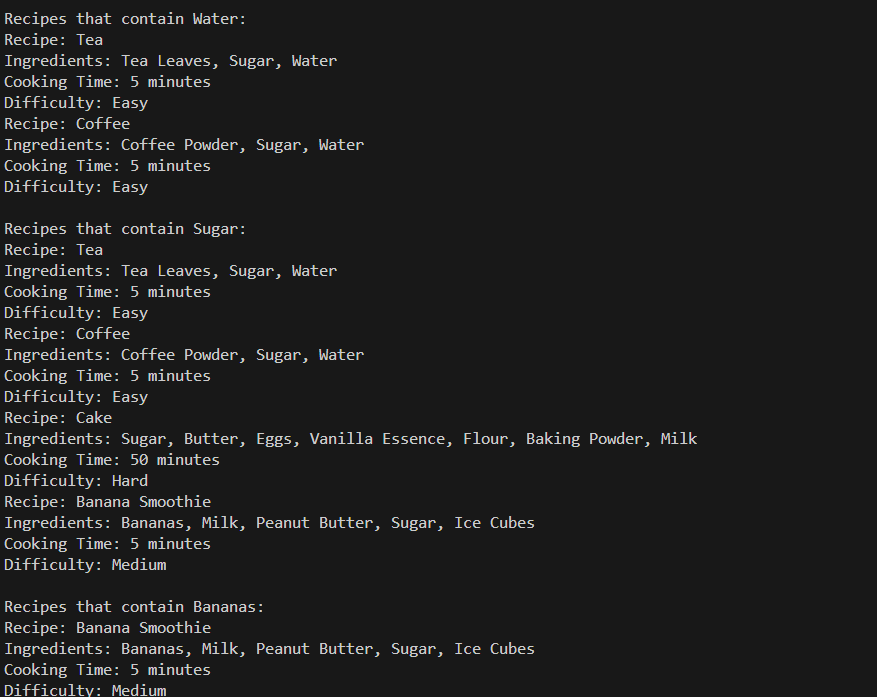 Recipes that contain Water:
Recipe: Tea
Ingredients: Tea Leaves, Sugar, Water
Cooking Time: 5 minutes
Difficulty: Easy
Recipe: Coffee
Ingredients: Coffee Powder, Sugar, Water
Cooking Time: 5 minutes
Difficulty: Easy

Recipes that contain Sugar:
Recipe: Tea
Ingredients: Tea Leaves, Sugar, Water
Cooking Time: 5 minutes
Difficulty: Easy
Recipe: Coffee
Ingredients: Coffee Powder, Sugar, Water
Cooking Time: 5 minutes
Difficulty: Easy
Recipe: Cake
Ingredients: Sugar, Butter, Eggs, Vanilla Essence, Flour, Baking Powder, Milk
Cooking Time: 50 minutes
Difficulty: Hard
Recipe: Banana Smoothie
Ingredients: Bananas, Milk, Peanut Butter, Sugar, Ice Cubes
Cooking Time: 5 minutes
Difficulty: Medium

Recipes that contain Bananas:
Recipe: Banana Smoothie
Ingredients: Bananas, Milk, Peanut Butter, Sugar, Ice Cubes
Cooking Time: 5 minutes
Difficulty: Medium